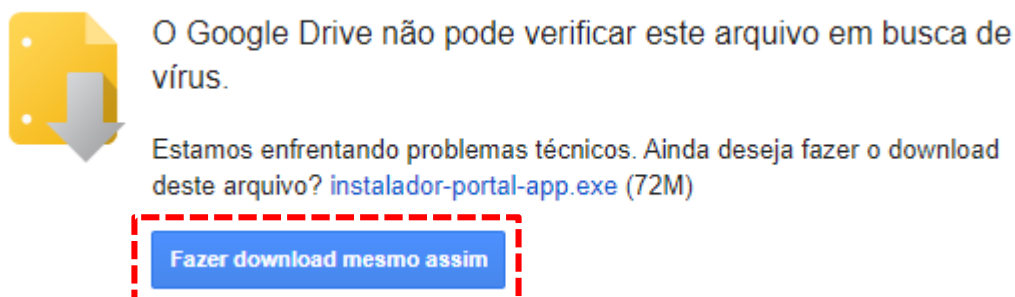 O Google Drive não pode verificar este arquivo em busca de
vírus.
Estamos enfrentando problemas técnicos. Ainda deseja fazer o download
deste arquivo? instalador-portal-app.exe (72M)
Fazer download mesmo assim